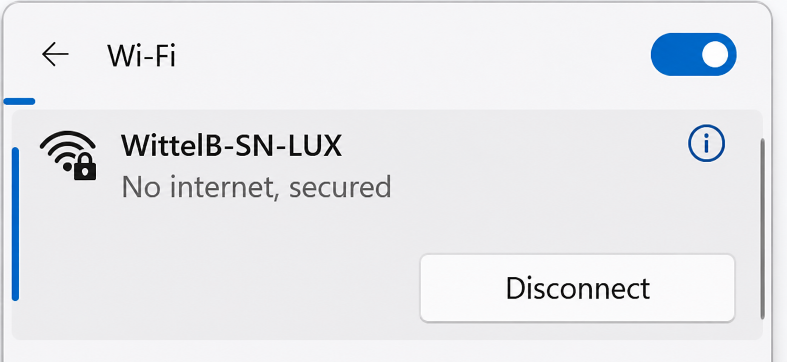 Wi-Fi
WittelB-SN-LUX
No internet, secured
Disconnect